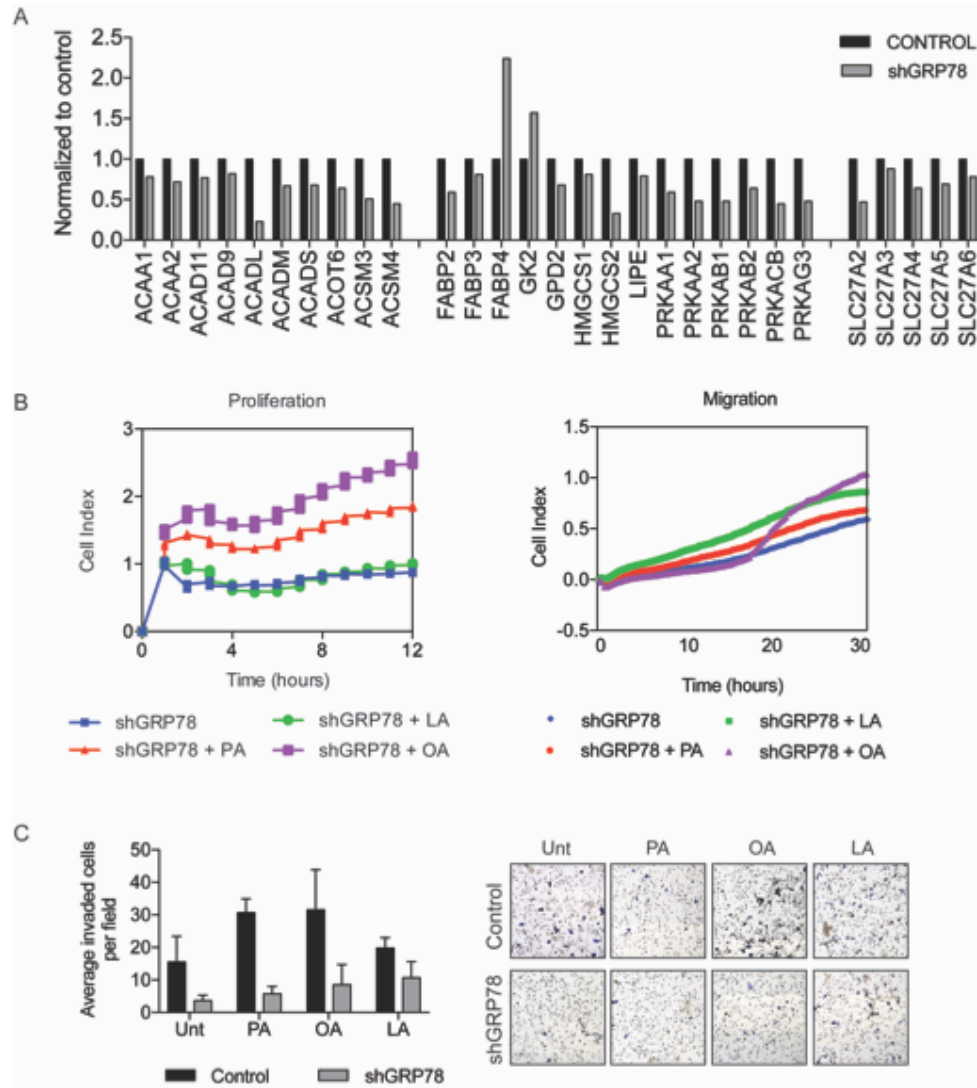 A
CONTROL
shGRP78
Normalized to control
2.5
2.0
1.5
1.0
0.5
0.0
ACAA1 ACAA2 ACAD11 ACAD9 ACADL ACADM ACADS ACOT6 ACSM3 ACSM4 FABP2 FABP3 FABP4 GK2 GPD2 HMGCS1 HMGCS2 LIPE PRKAA1 PRKAA2 PRKAB1 PRKAB2 PRKACB PRKAG3 SLC27A2 SLC27A3 SLC27A4 SLC27A5 SLC27A6
B
Proliferation
Cell Index
3
2
1
0
0 4 8 12
Time (hours)
shGRP78 shGRP78 + LA
shGRP78 + PA shGRP78 + OA
Migration
Cell Index
1.5
1.0
0.5
0.0
-0.5
0 10 20 30
Time (hours)
shGRP78 shGRP78 + LA
shGRP78 + PA shGRP78 + OA
C
Average invaded cells
per field
50
40
30
20
10
0
Unt PA OA LA
Control shGRP78
Unt PA OA LA
Control
shGRP78